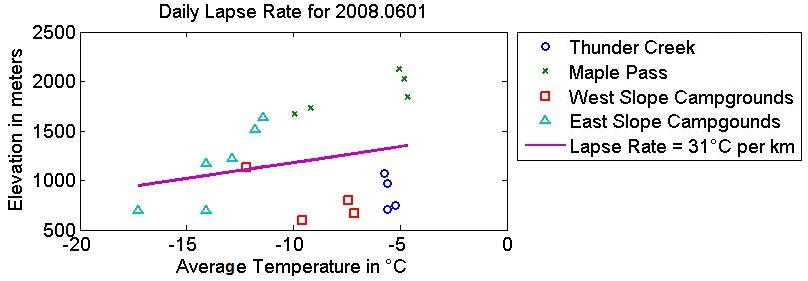 Daily Lapse Rate for 2008.0601
Elevation in meters
2500
2000
1500
1000
500
-20
-15
-10
-5
0
Average Temperature in °C
Thunder Creek
Maple Pass
West Slope Campgrounds
East Slope Campgounds
Lapse Rate = 31°C per km